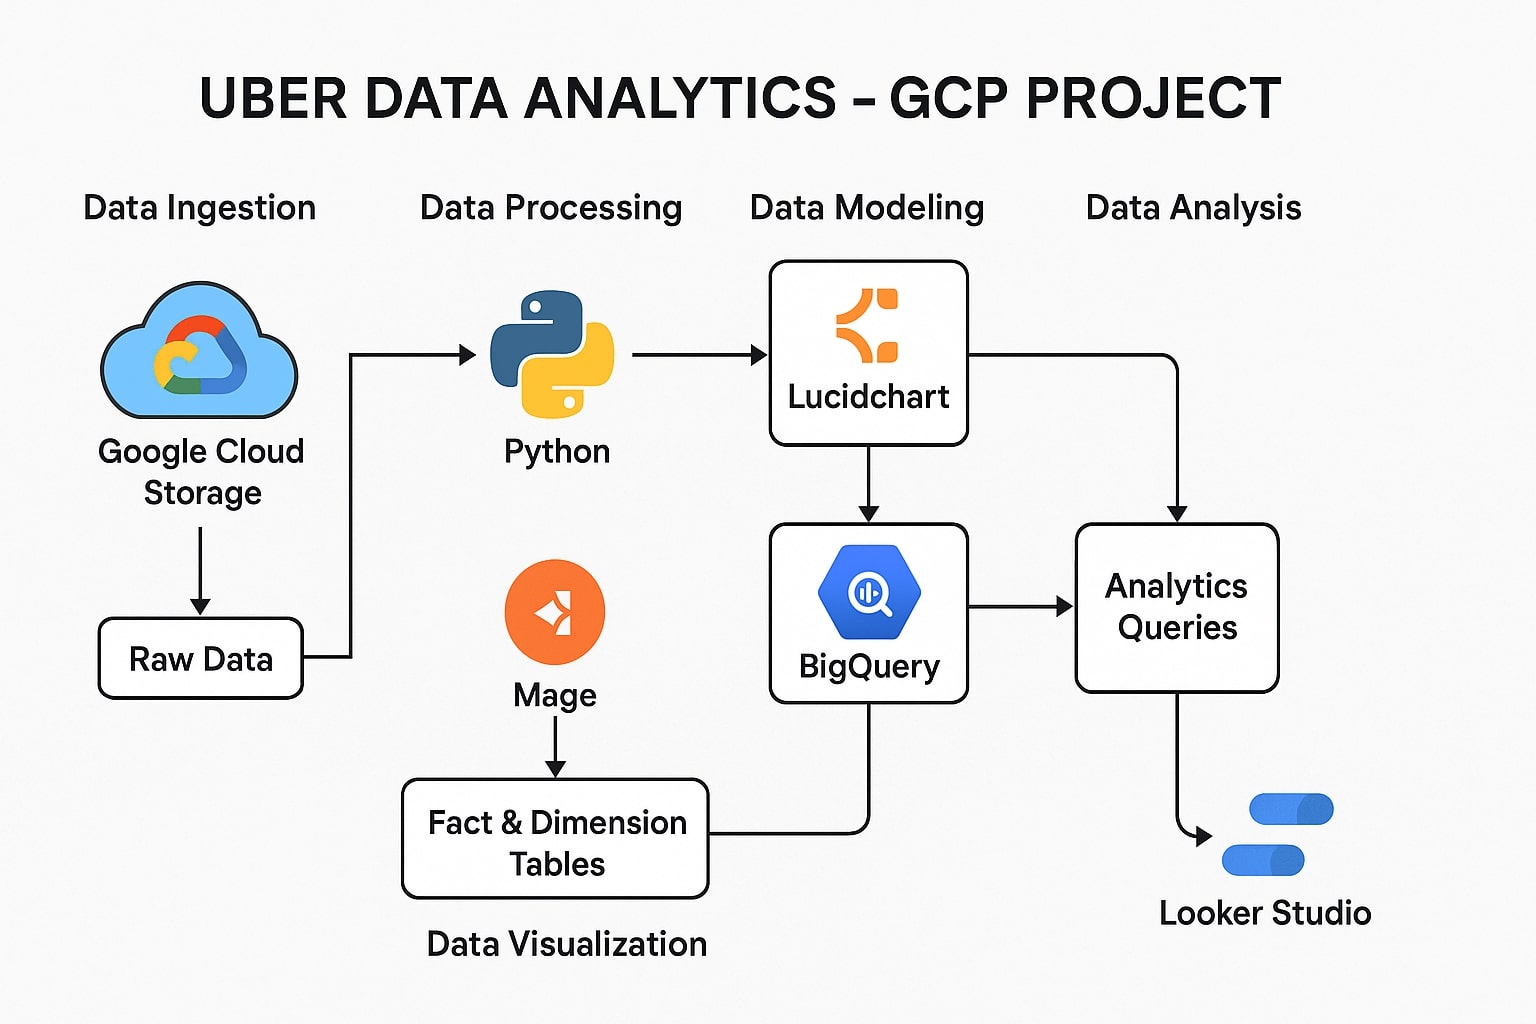 UBER DATA ANALYTICS – GCP PROJECT
Data Ingestion
Data Processing
Data Modeling
Data Analysis
Google Cloud
Storage
Python
Lucidchart
Raw Data
Mage
BigQuery
Analytics
Queries
Fact & Dimension
Tables
Looker Studio
Data Visualization